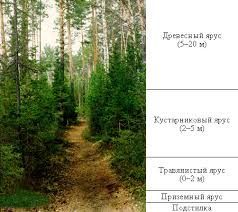 Древесный ярус
(5–20 м)
Кустарниковый ярус
(2–5 м)
Травянистый ярус
(0–2 м)
Приземный ярус
Подстилка